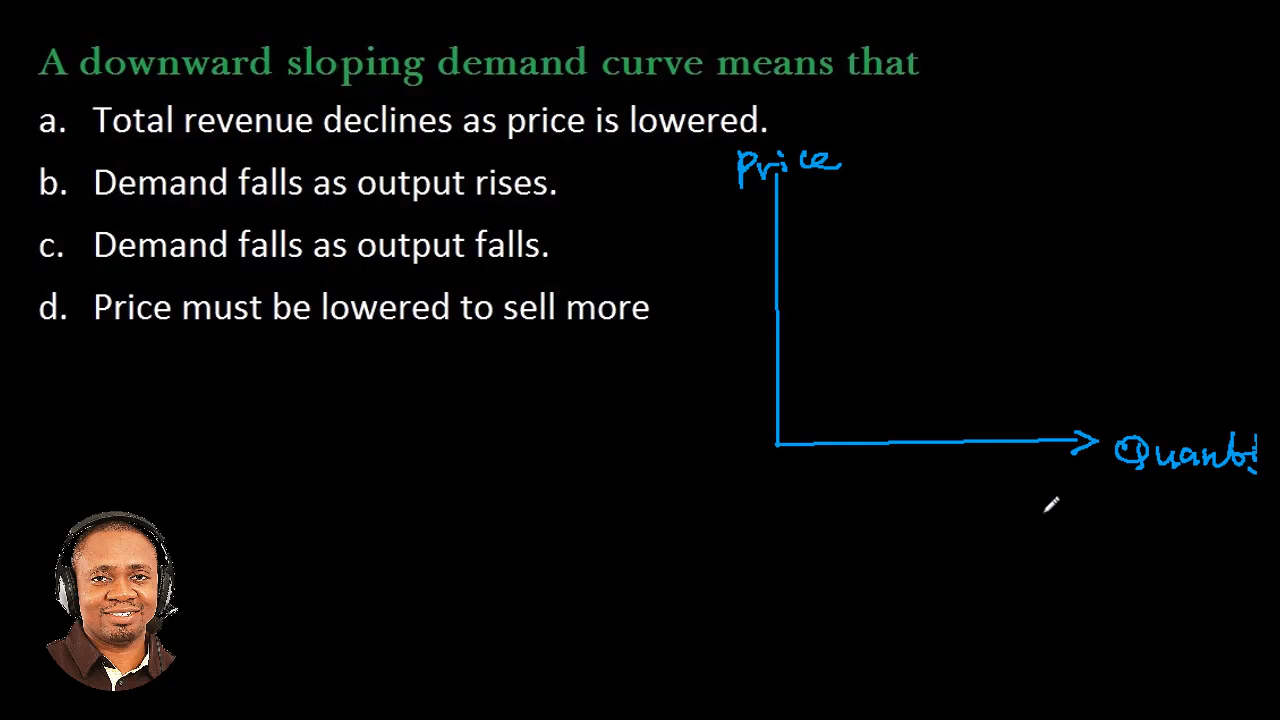 A downward sloping demand curve means that
a. Total revenue declines as price is lowered.
b. Demand falls as output rises.
c. Demand falls as output falls.
d. Price must be lowered to sell more
Price